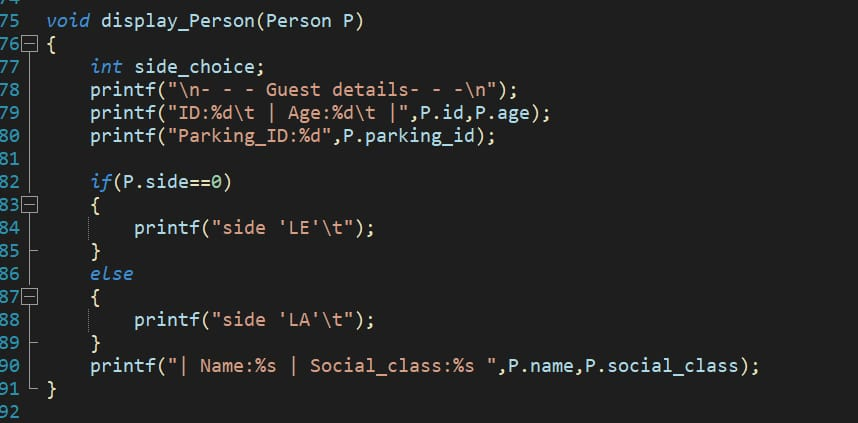 75 void display_Person(Person P)
76 {
77 int side_choice;
78 printf("\n- - - Guest details- - -\n");
79 printf("ID:%d\t | Age:%d\t |",P.id,P.age);
80 printf("Parking_ID:%d",P.parking_id);
81
82 if(P.side==0)
83 {
84 printf("side 'LE'\t");
85 }
86 else
87 {
88 printf("side 'LA'\t");
89 }
90 printf("| Name:%s | Social_class:%s ",P.name,P.social_class);
91 }
92